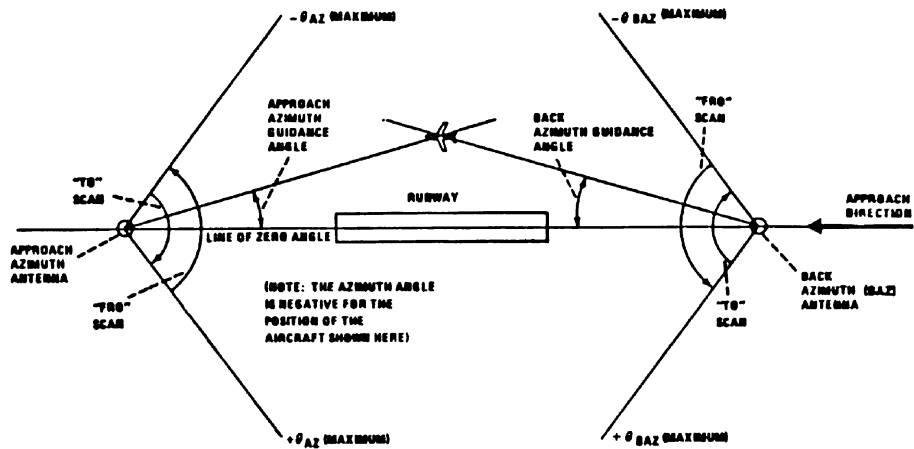 −θAZ (MAXIMUM)
−θBAZ (MAXIMUM)
APPROACH
AZIMUTH
GUIDANCE
ANGLE
BACK
AZIMUTH GUIDANCE
ANGLE
"FRO"
SCAN
"TO"
SCAN
RUNWAY
APPROACH
DIRECTION
LINE OF ZERO ANGLE
APPROACH
AZIMUTH
ANTENNA
"FRO"
SCAN
(NOTE: THE AZIMUTH ANGLE
IS NEGATIVE FOR THE
POSITION OF THE
AIRCRAFT SHOWN HERE)
"TO"
SCAN
BACK
AZIMUTH (BAZ)
ANTENNA
+θAZ (MAXIMUM)
+θBAZ (MAXIMUM)